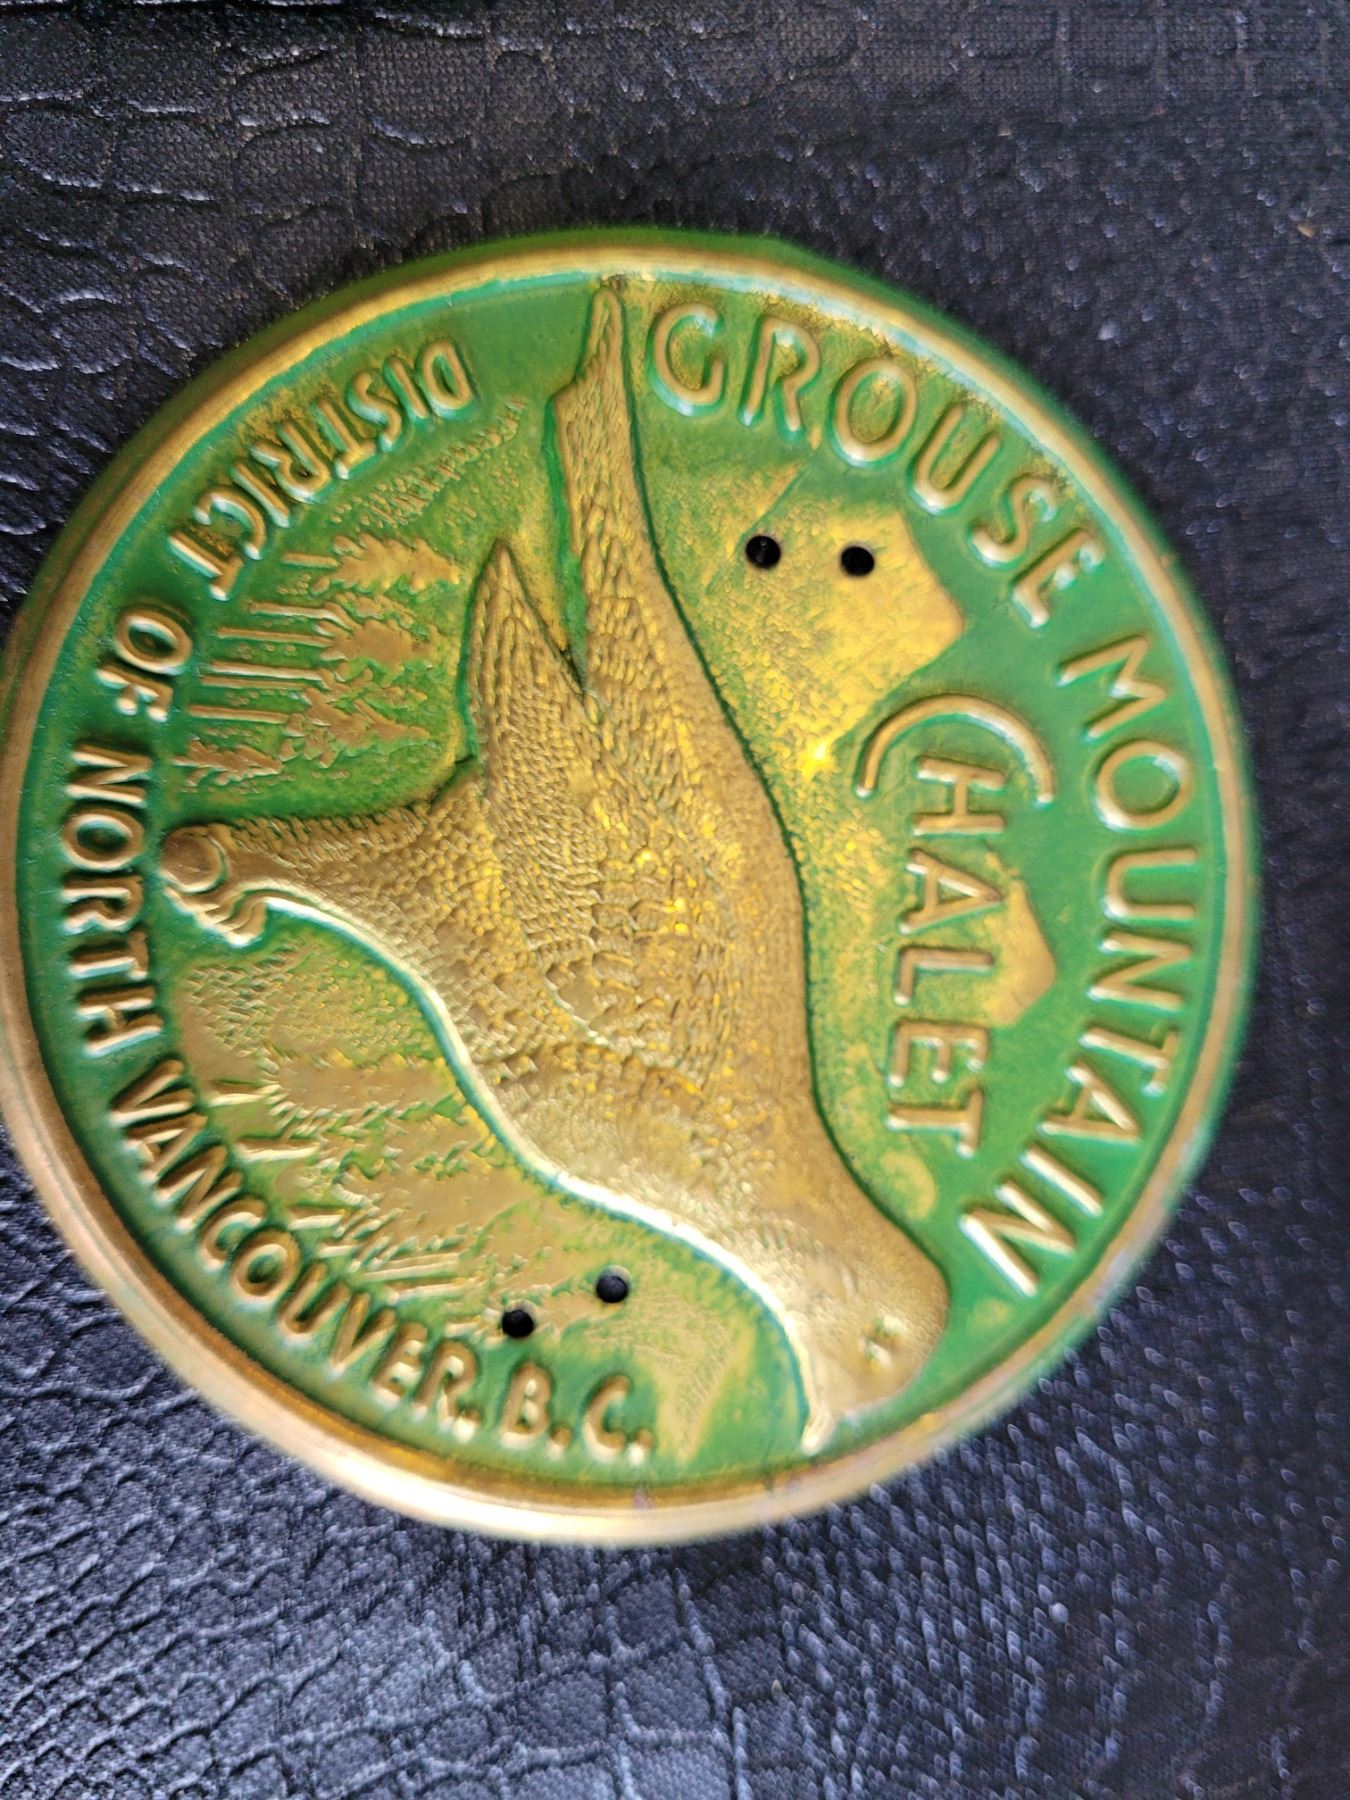 GROUSE MOUNTAIN
CHALET
DISTRICT OF NORTH VANCOUVER, B.C.